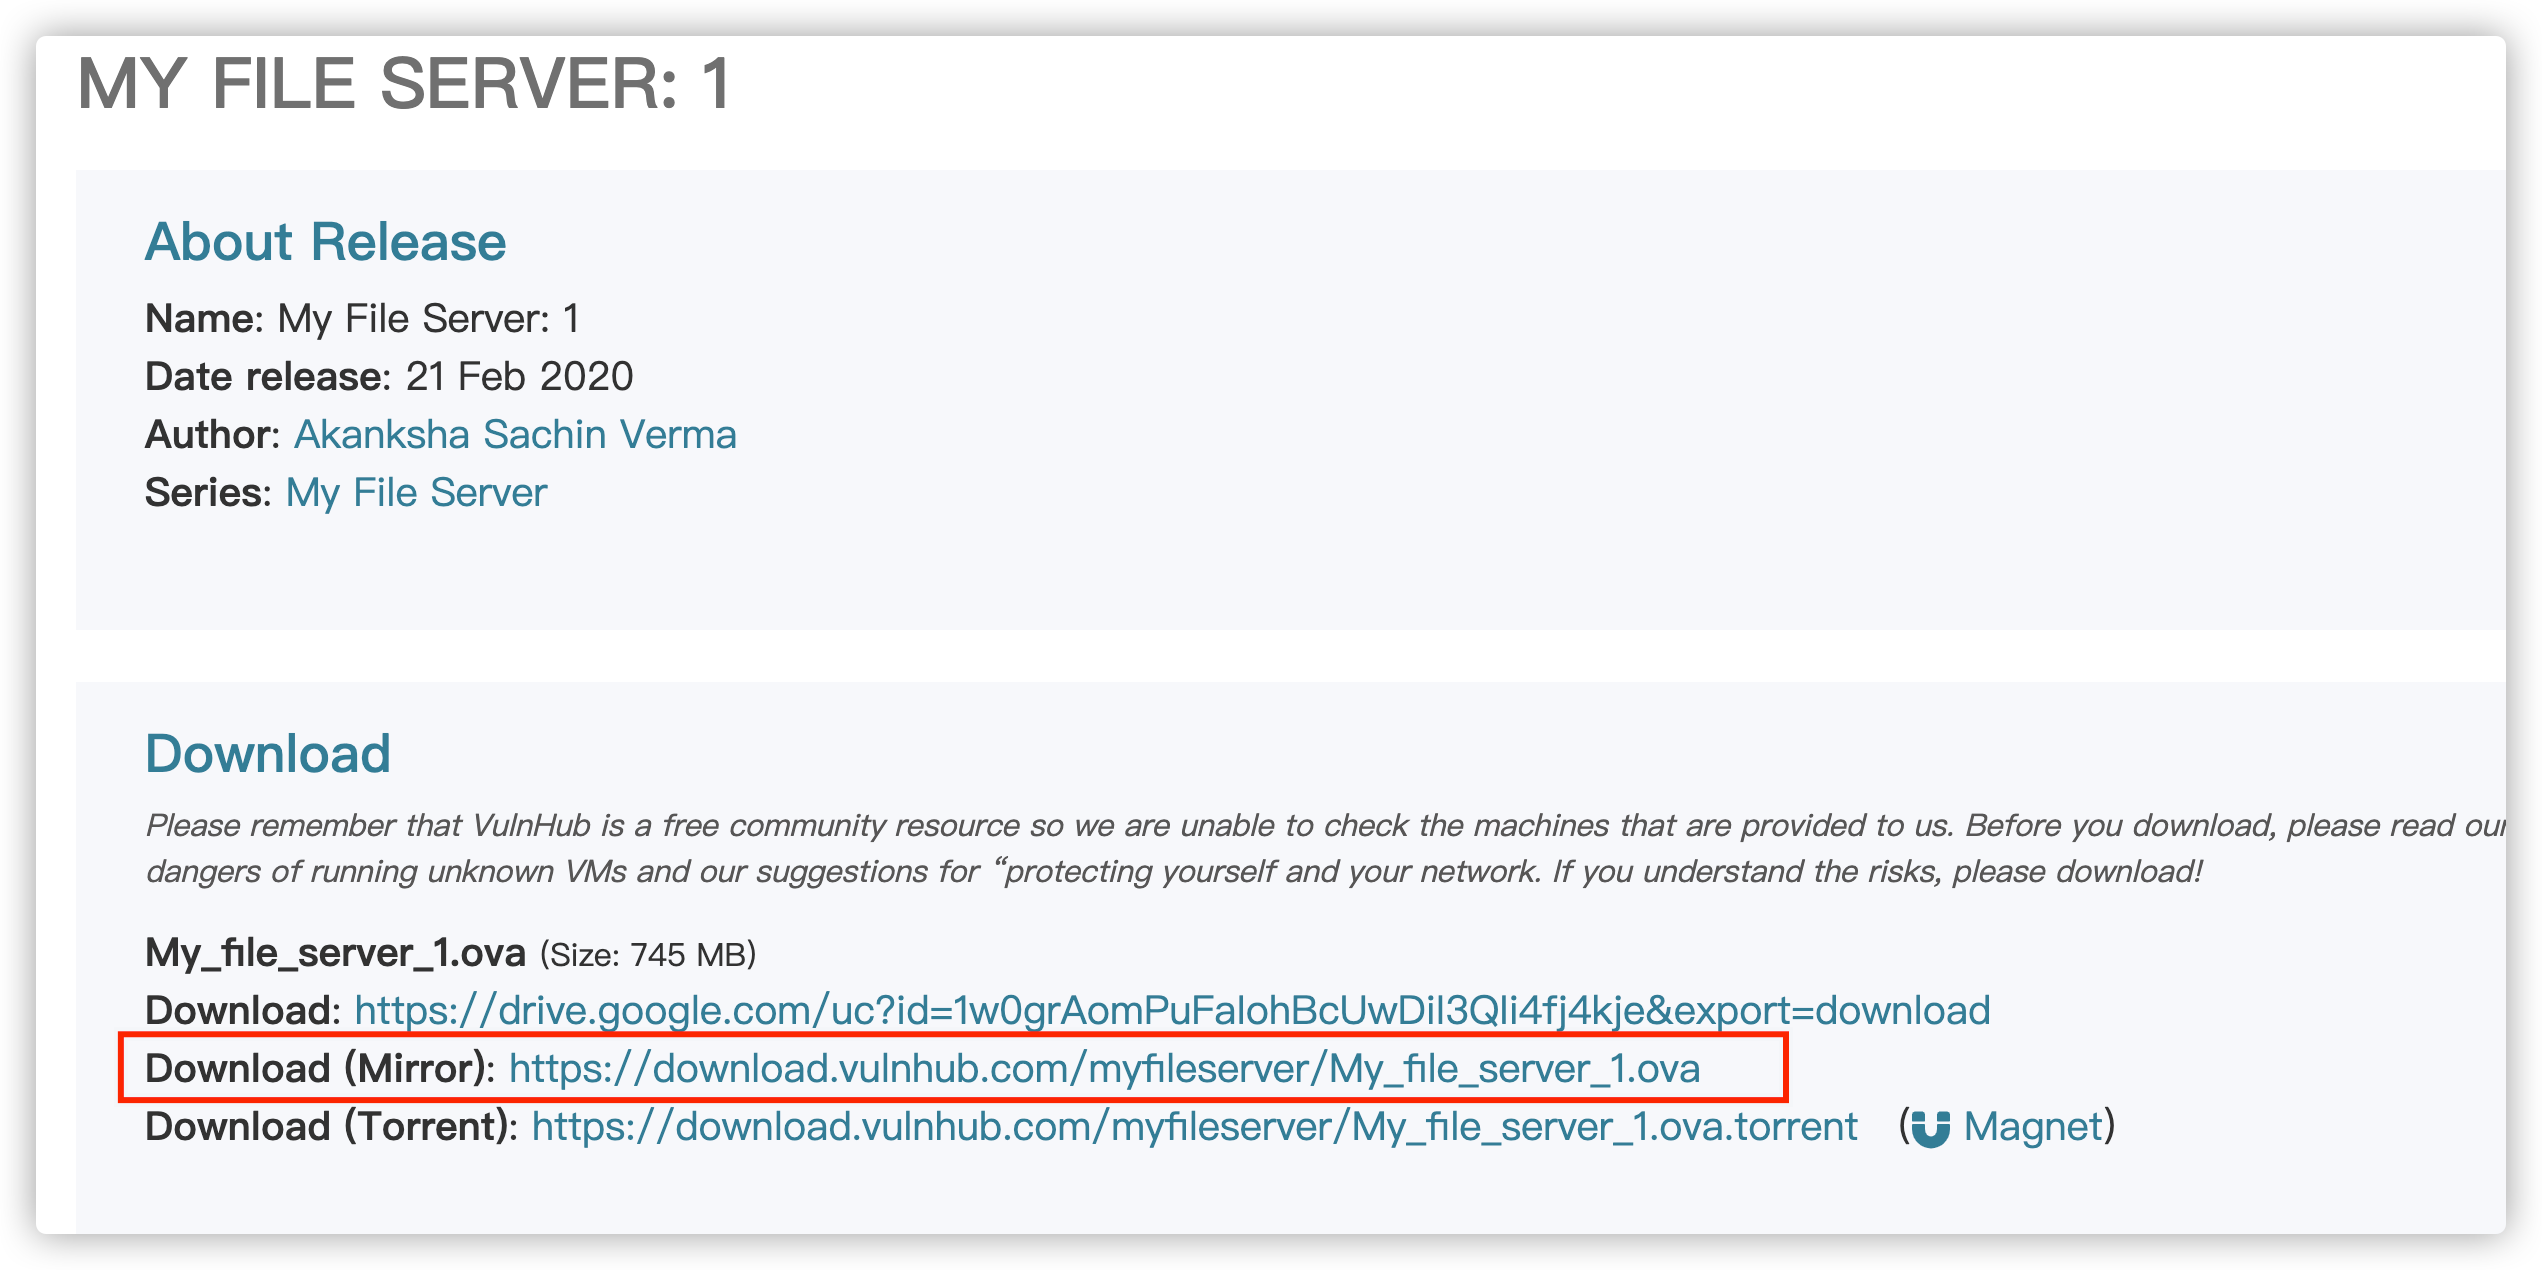 MY FILE SERVER: 1
About Release
Name: My File Server: 1
Date release: 21 Feb 2020
Author: Akanksha Sachin Verma
Series: My File Server
Download
Please remember that VulnHub is a free community resource so we are unable to check the machines that are provided to us. Before you download, please read our
dangers of running unknown VMs and our suggestions for “protecting yourself and your network. If you understand the risks, please download!
My_file_server_1.ova (Size: 745 MB)
Download: https://drive.google.com/uc?id=1w0grAomPuFaIohBcUwDiI3QIi4fj4kje&export=download
Download (Mirror): https://download.vulnhub.com/myfileserver/My_file_server_1.ova
Download (Torrent): https://download.vulnhub.com/myfileserver/My_file_server_1.ova.torrent ( Magnet)